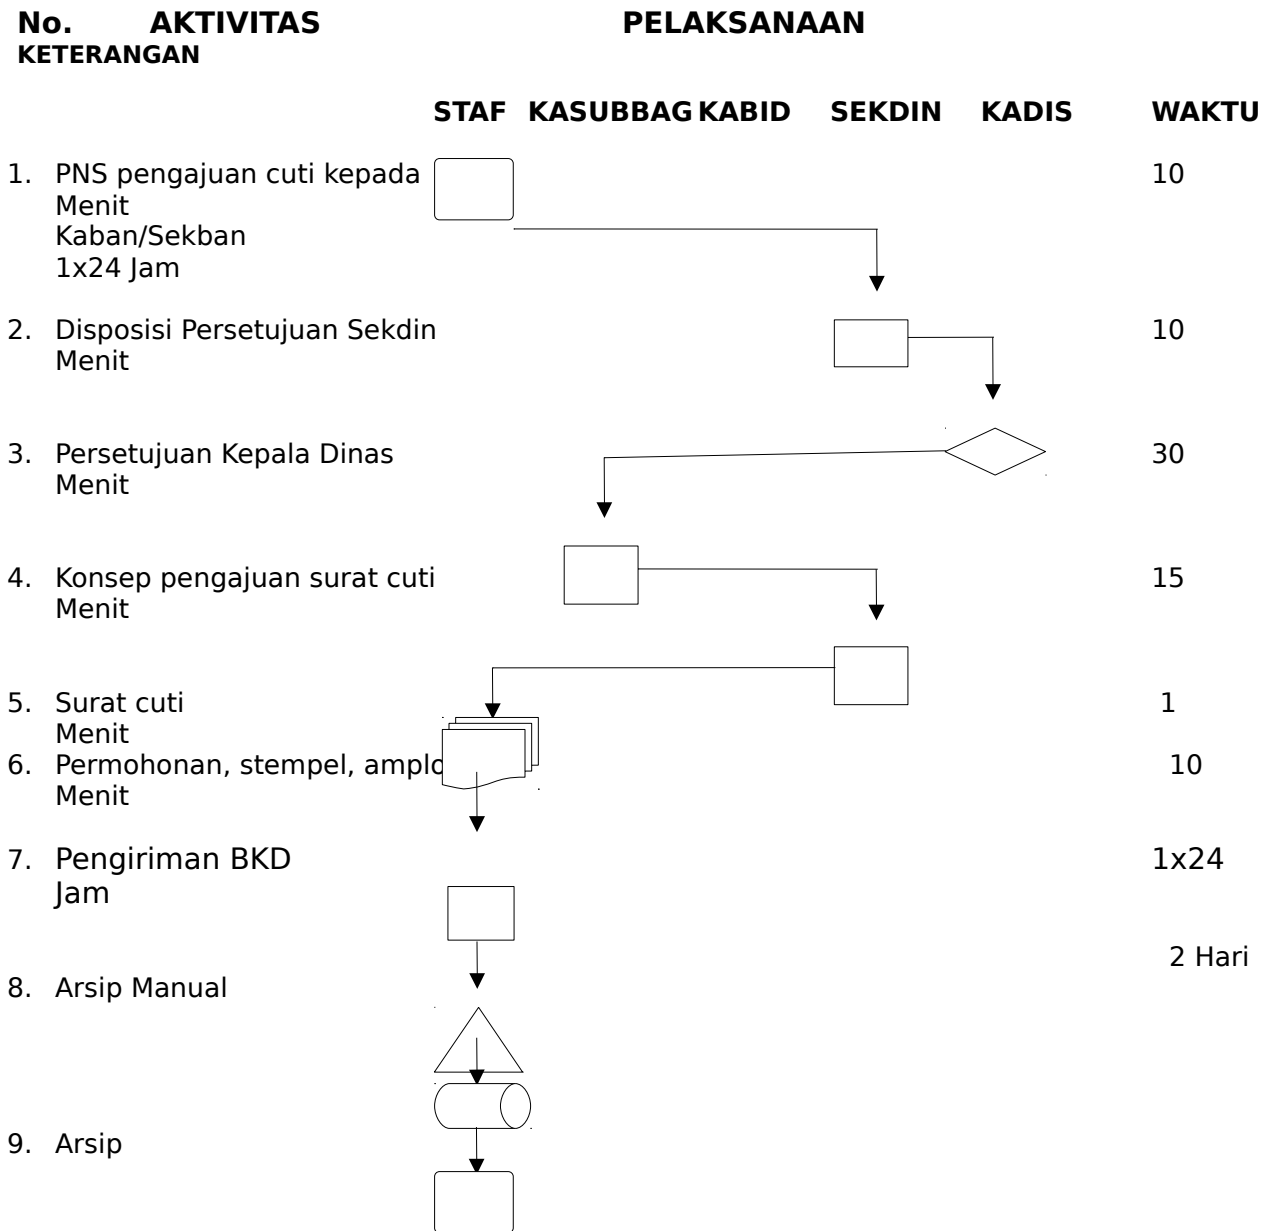 No. AKTIVITAS PELAKSANAAN
KETERANGAN
STAF KASUBBAG KABID SEKDIN KADIS WAKTU
1. PNS pengajuan cuti kepada 10
Menit
Kaban/Sekban
1x24 Jam
2. Disposisi Persetujuan Sekdin 10
Menit
3. Persetujuan Kepala Dinas 30
Menit
4. Konsep pengajuan surat cuti 15
Menit
5. Surat cuti 1
Menit
6. Permohonan, stempel, 10
Menit
7. Pengiriman BKD 1x24
Jam
2 Hari
8. Arsip Manual
9. Arsip